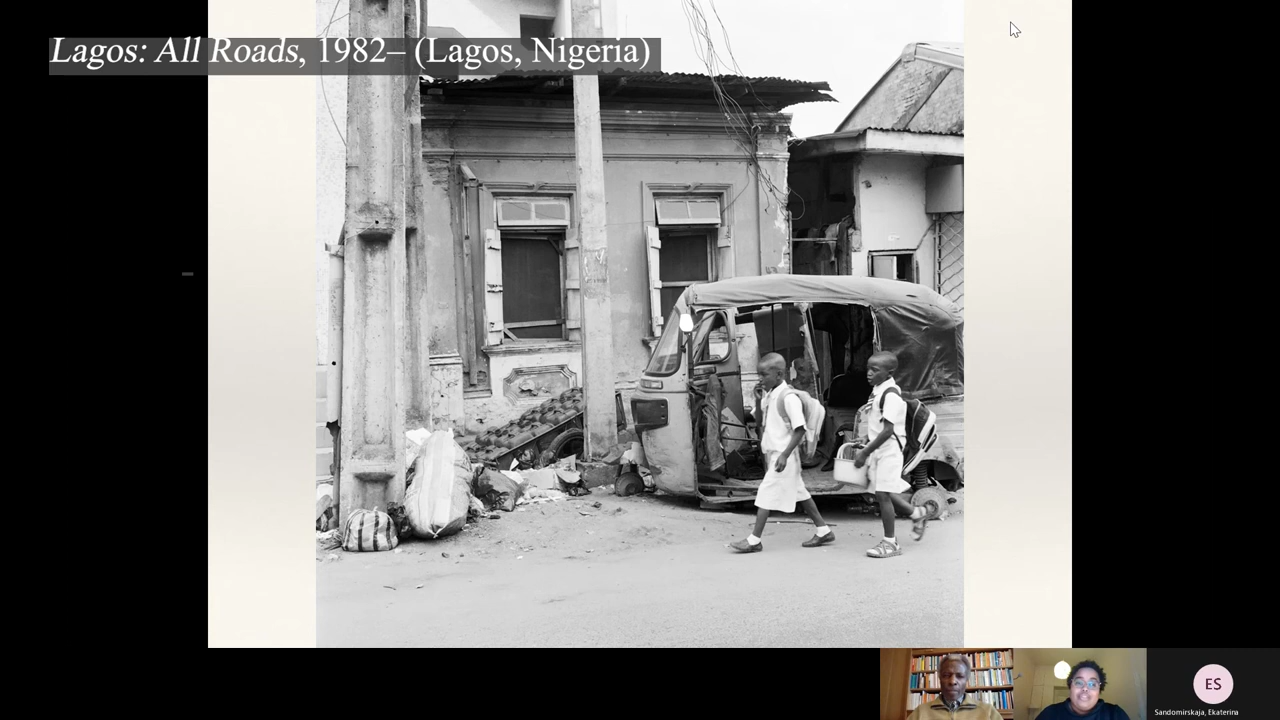 Lagos: All Roads, 1982– (Lagos, Nigeria)
ES
Sandomirskaja, Ekaterina